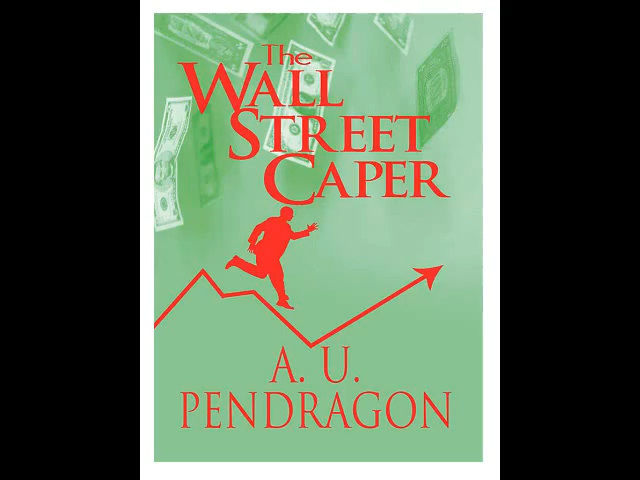 The
WALL
STREET
CAPER
A. U.
PENDRAGON